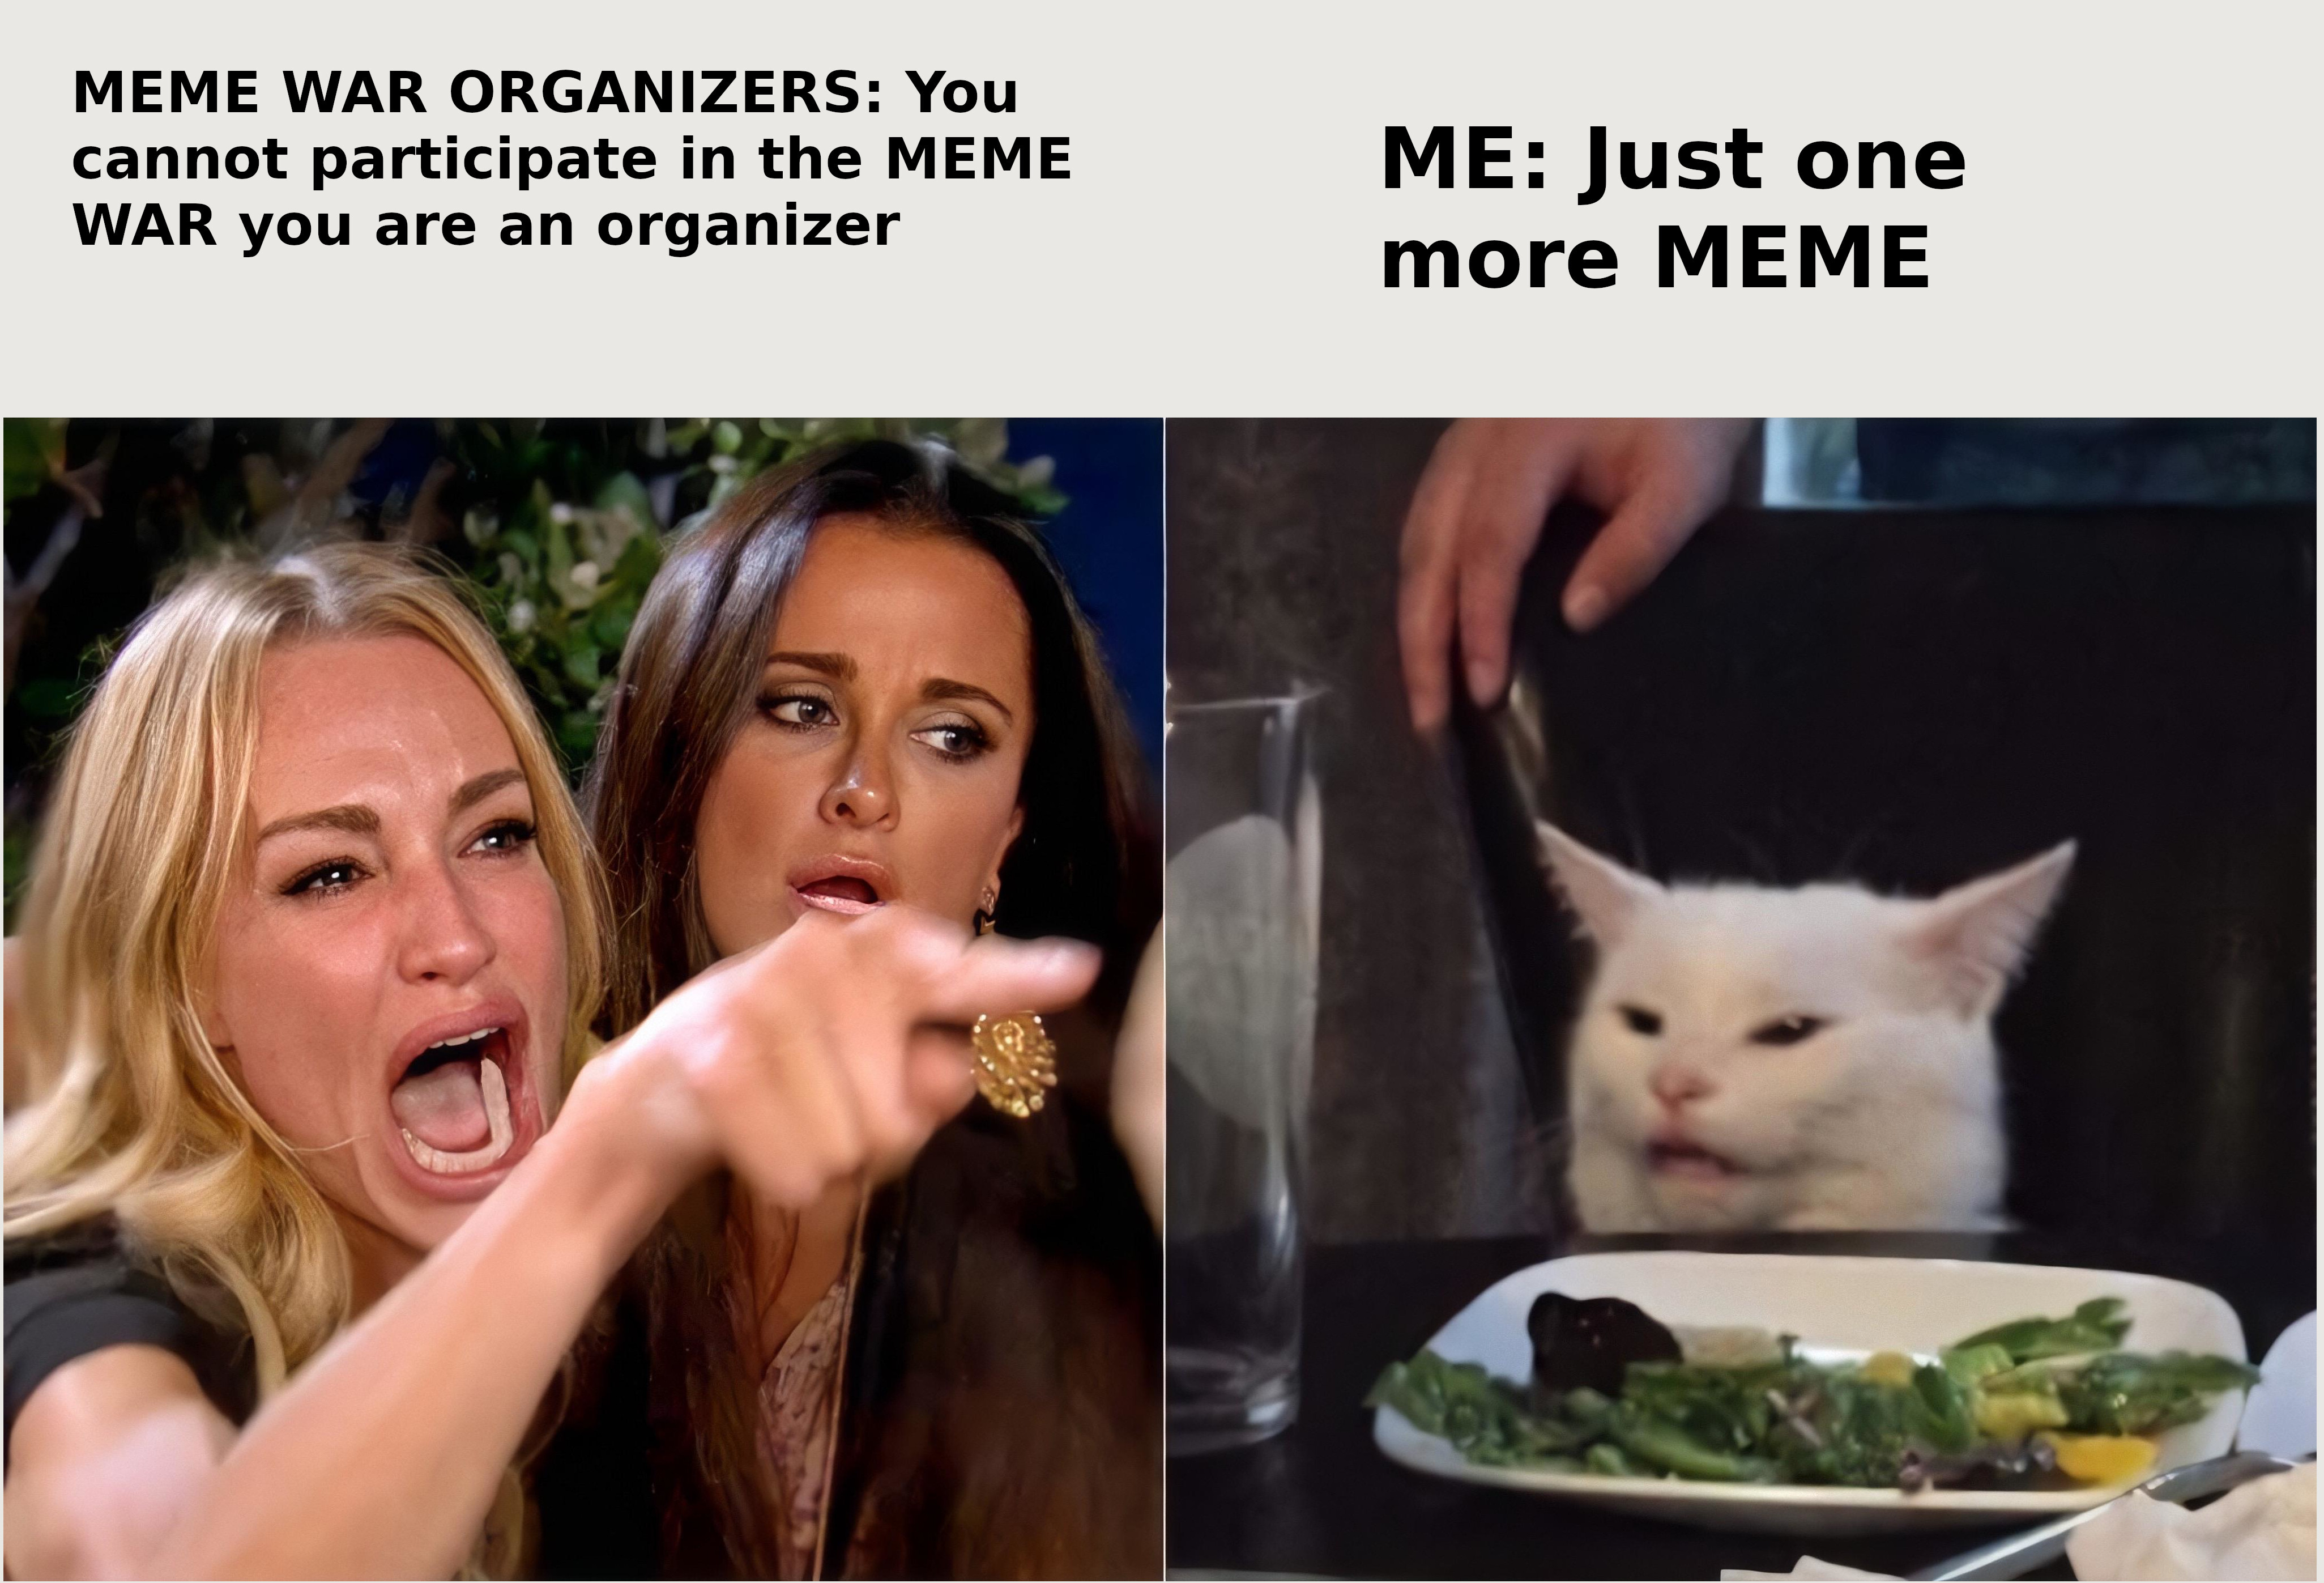 MEME WAR ORGANIZERS: You
cannot participate in the MEME
WAR you are an organizer
ME: Just one
more MEME